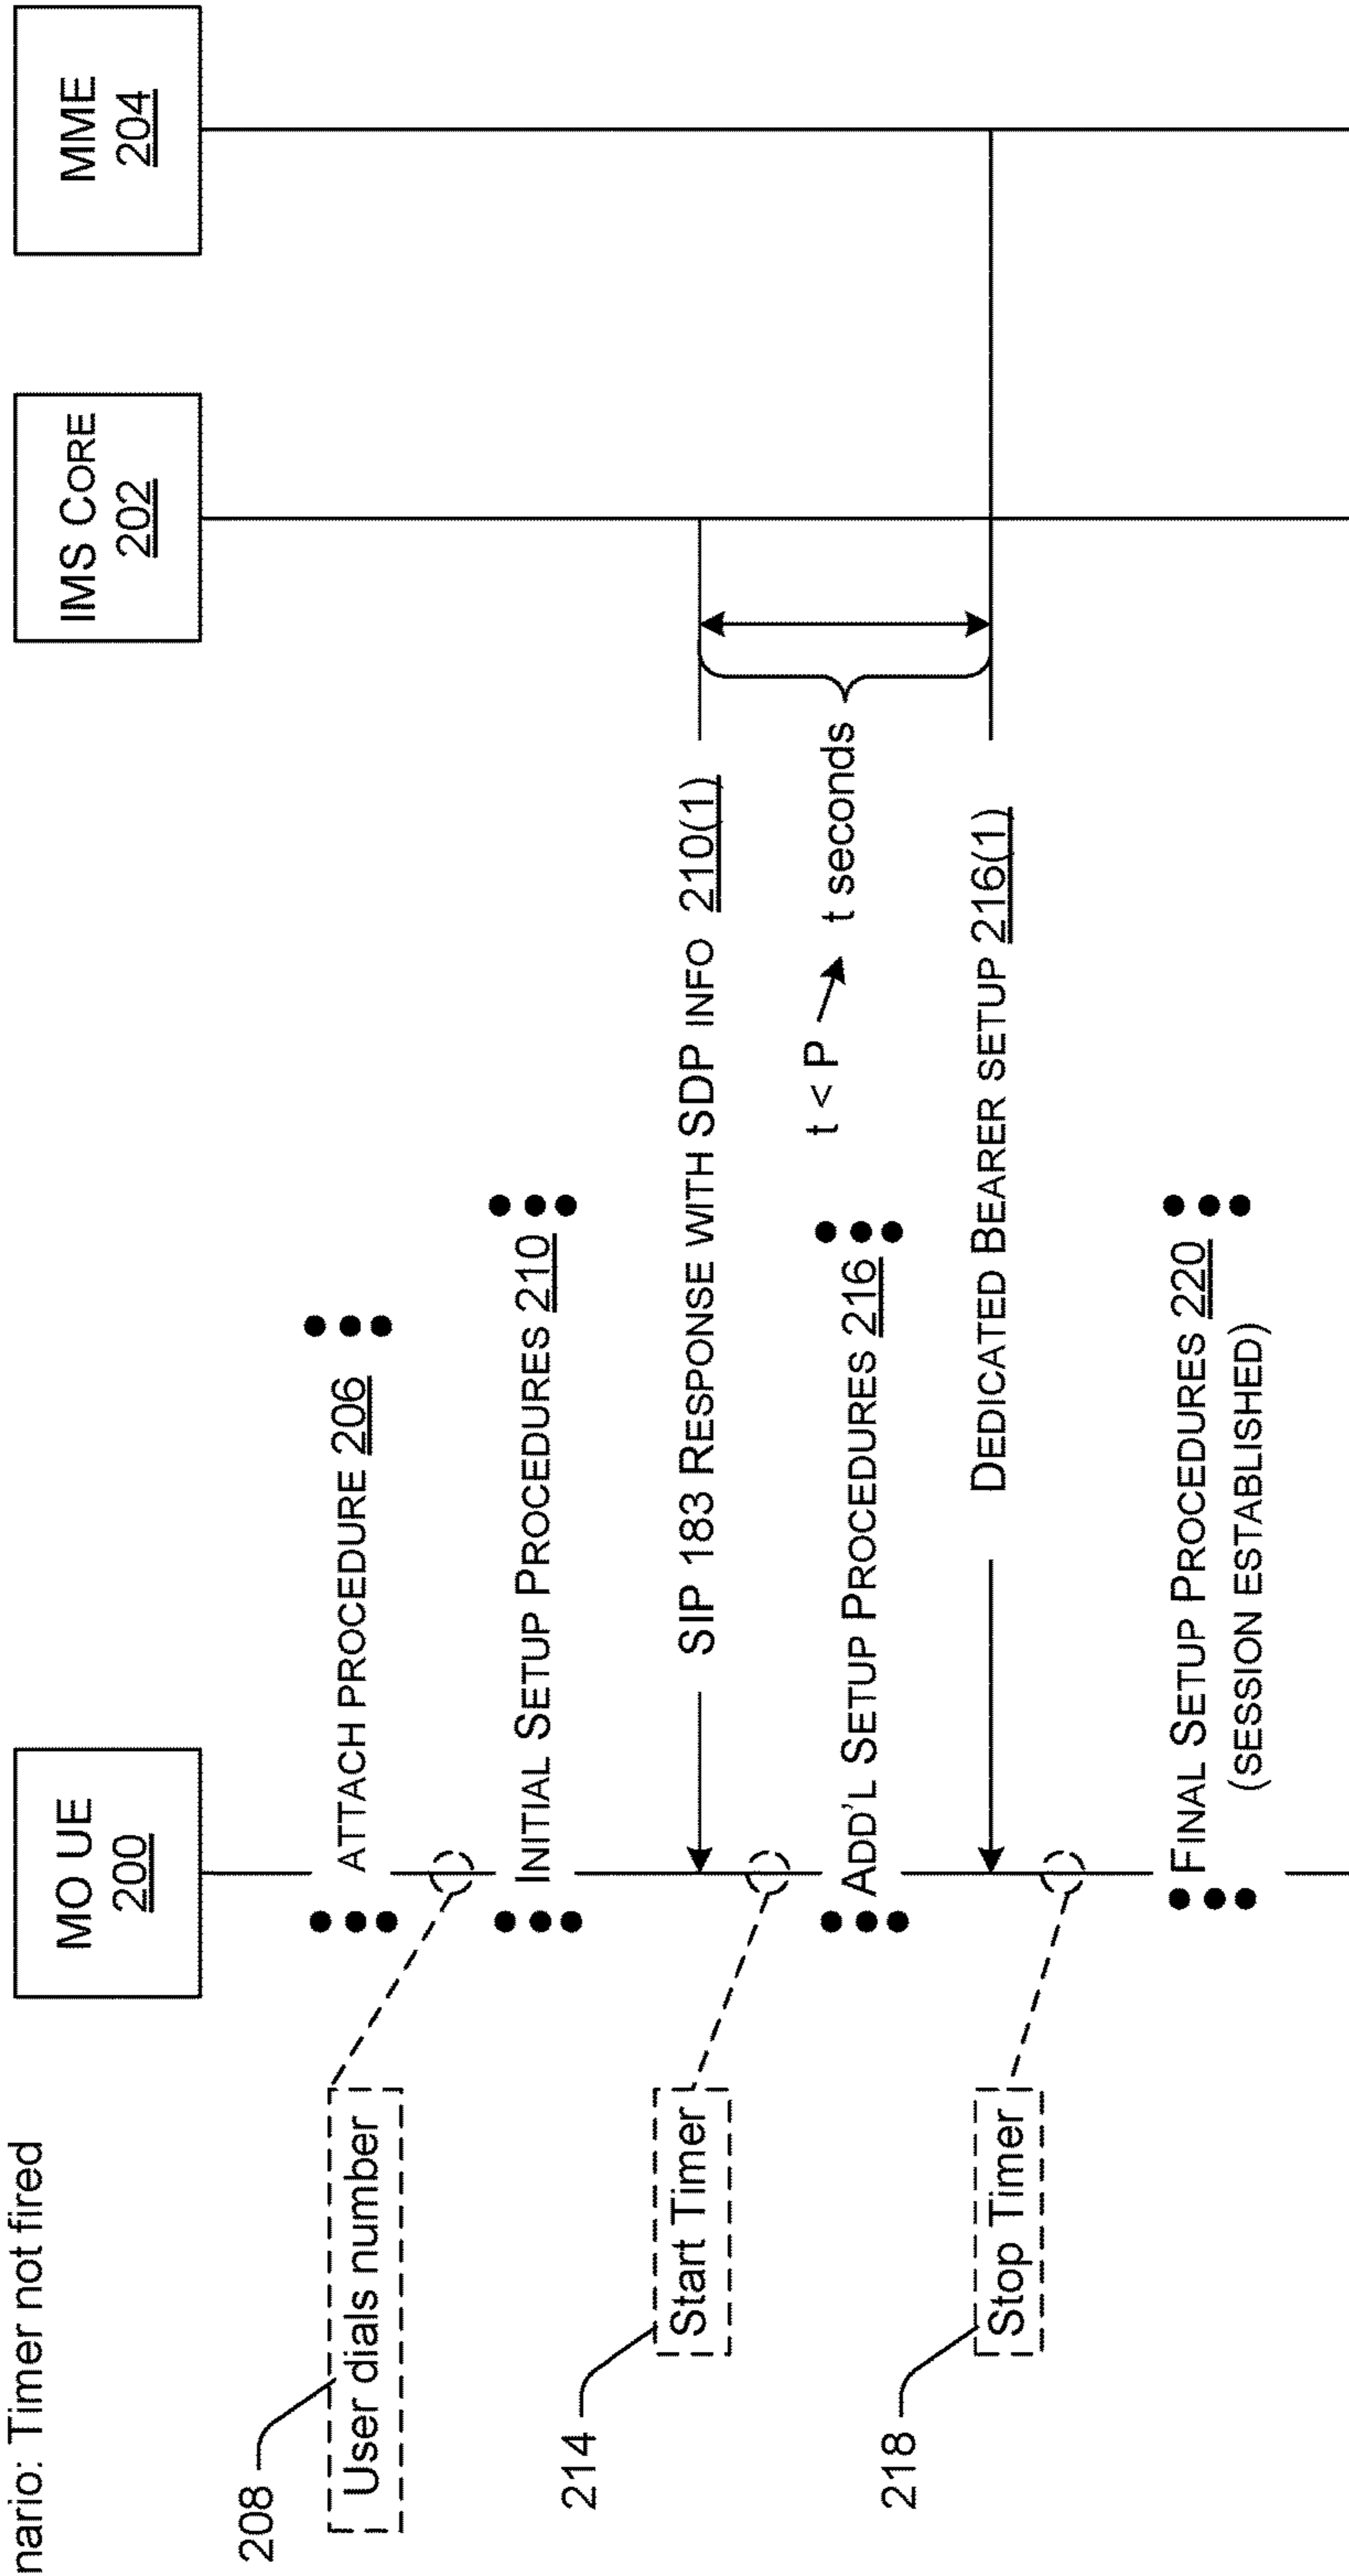 nario: Timer not fired
MO UE
200
IMS CORE
202
MME
204
ATTACH PROCEDURE 206
208
User dials number
INITIAL SETUP PROCEDURES 210
SIP 183 RESPONSE WITH SDP INFO 210(1)
214
Start Timer
t < P
t seconds
ADD'L SETUP PROCEDURES 216
DEDICATED BEARER SETUP 216(1)
218
Stop Timer
FINAL SETUP PROCEDURES 220
(SESSION ESTABLISHED)